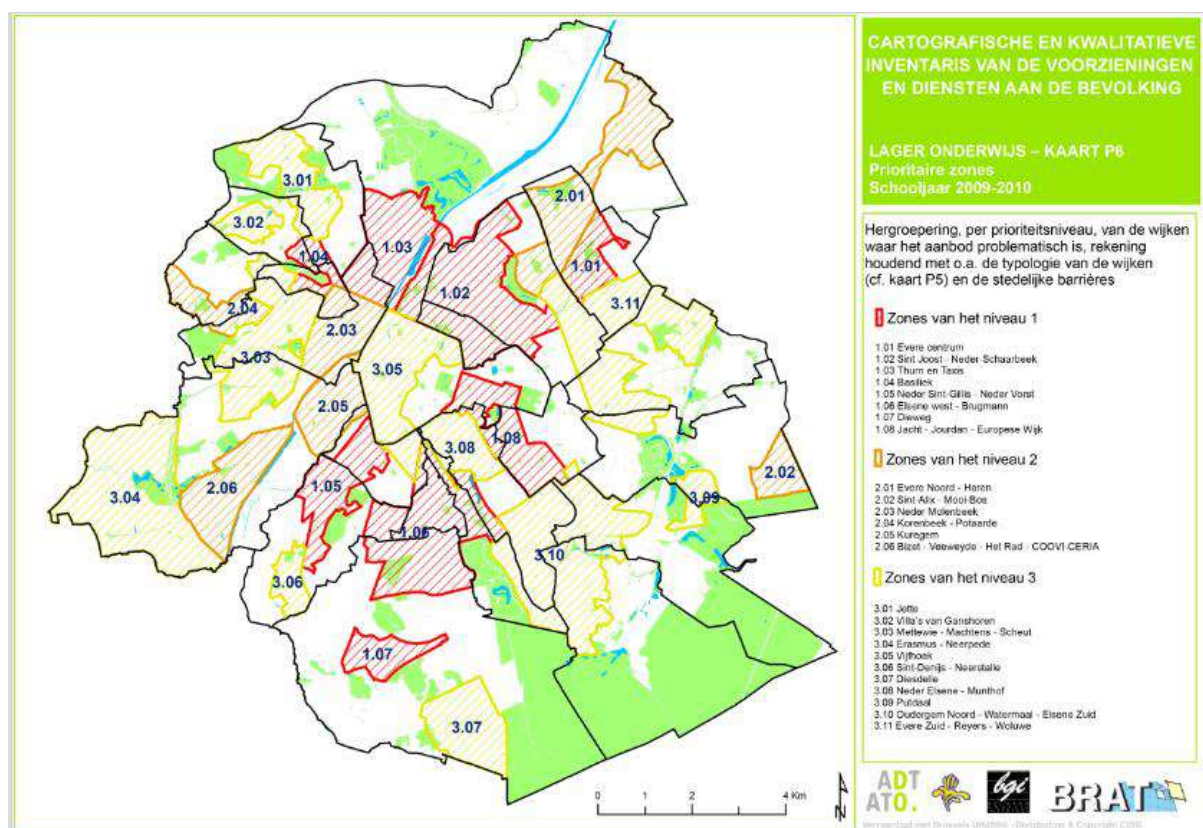 CARTOGRAFISCHE EN KWALITATIEVE
INVENTARIS VAN DE VOORZIENINGEN
EN DIENSTEN AAN DE BEVOLKING
LAGER ONDERWIJS – KAART P6
Prioritaire zones
Schooljaar 2009-2010
Hergroepering, per prioriteitsniveau, van de wijken
waar het aanbod problematisch is, rekening
houdend met o.a. de typologie van de wijken
(cf. kaart P5) en de stedelijke barrières
Zones van het niveau 1
1.01 Evere centrum
1.02 Sint Joost - Neder-Schaarbeek
1.03 Thurn en Taxis
1.04 Basiliek
1.05 Neder Sint-Gillis - Neder Vorst
1.06 Elsene west - Brugmann
1.07 Dieweg
1.08 Jacht - Jourdan - Europese Wijk
Zones van het niveau 2
2.01 Evere Noord - Haren
2.02 Sint-Alix - Mooi-Bos
2.03 Neder Molenbeek
2.04 Korenbeek - Potaarde
2.05 Kuregem
2.06 Bizet - Veeweyde - Het Rad - COOVI-CERIA
Zones van het niveau 3
3.01 Jette
3.02 Villa's van Ganshoren
3.03 Mettewie - Machtens - Scheut
3.04 Erasmus - Neerpede
3.05 Vijfhoek
3.06 Sint-Denijs - Neerstalle
3.07 Diesdelle
3.08 Neder Elsene - Munthof
3.09 Putdaal
3.10 Oudergem Noord - Watermaal - Elsene Zuid
3.11 Evere Zuid - Reyers - Woluwe
3.01
2.01
3.02
1.03
1.04
1.01
1.02
3.11
2.04
2.03
3.03
3.05
2.05
3.08
1.08
2.02
3.04
2.06
1.05
3.09
1.06
3.10
3.06
1.07
3.07
0 1 2 4 Km
N
ADT
ATO.
bgi
BRAT